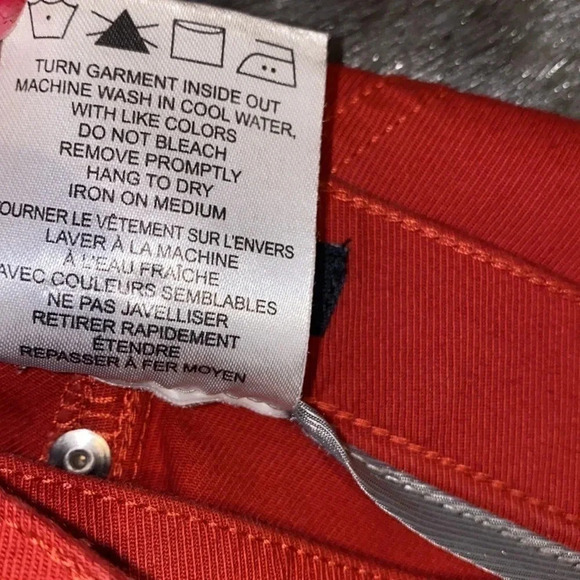 TURN GARMENT INSIDE OUT
MACHINE WASH IN COOL WATER,
WITH LIKE COLORS
DO NOT BLEACH
REMOVE PROMPTLY
HANG TO DRY
IRON ON MEDIUM
TOURNER LE VÊTEMENT SUR L'ENVERS
LAVER À LA MACHINE
À L'EAU FRAÎCHE
AVEC COULEURS SEMBLABLES
NE PAS JAVELLISER
RETIRER RAPIDEMENT
ÉTENDRE
REPASSER À FER MOYEN